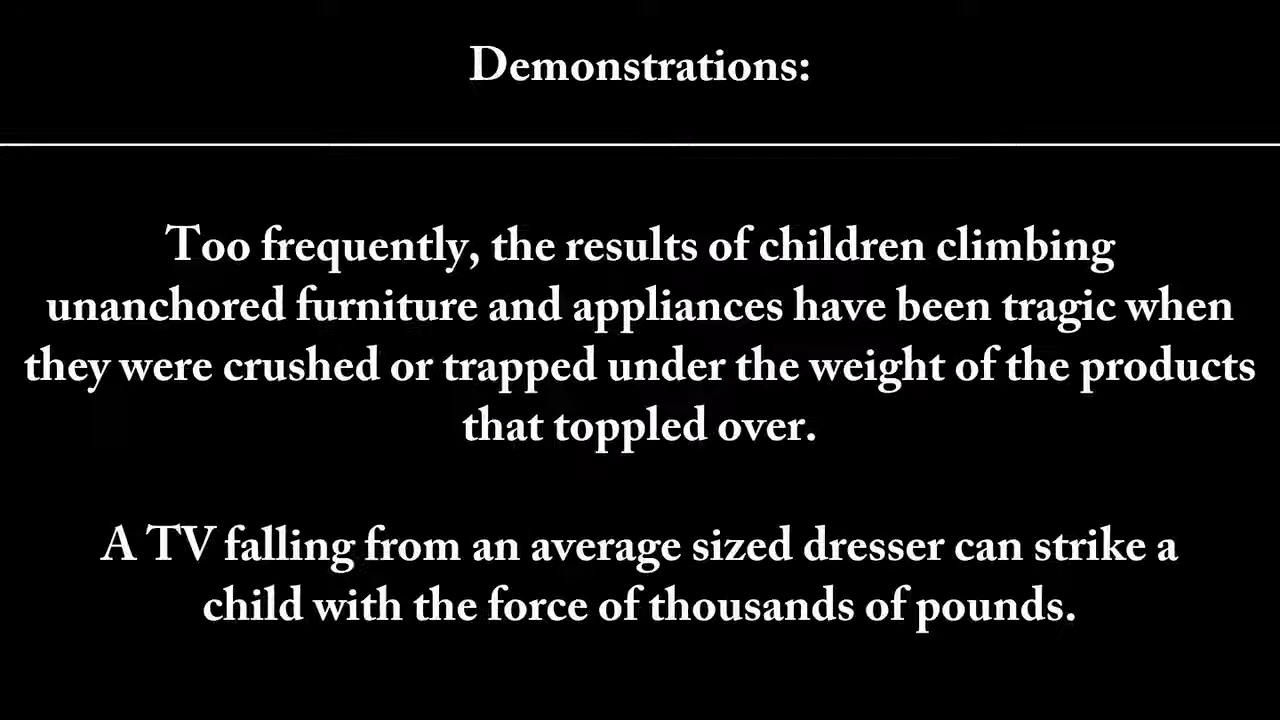 Demonstrations:
Too frequently, the results of children climbing
unanchored furniture and appliances have been tragic when
they were crushed or trapped under the weight of the products
that toppled over.
A TV falling from an average sized dresser can strike a
child with the force of thousands of pounds.